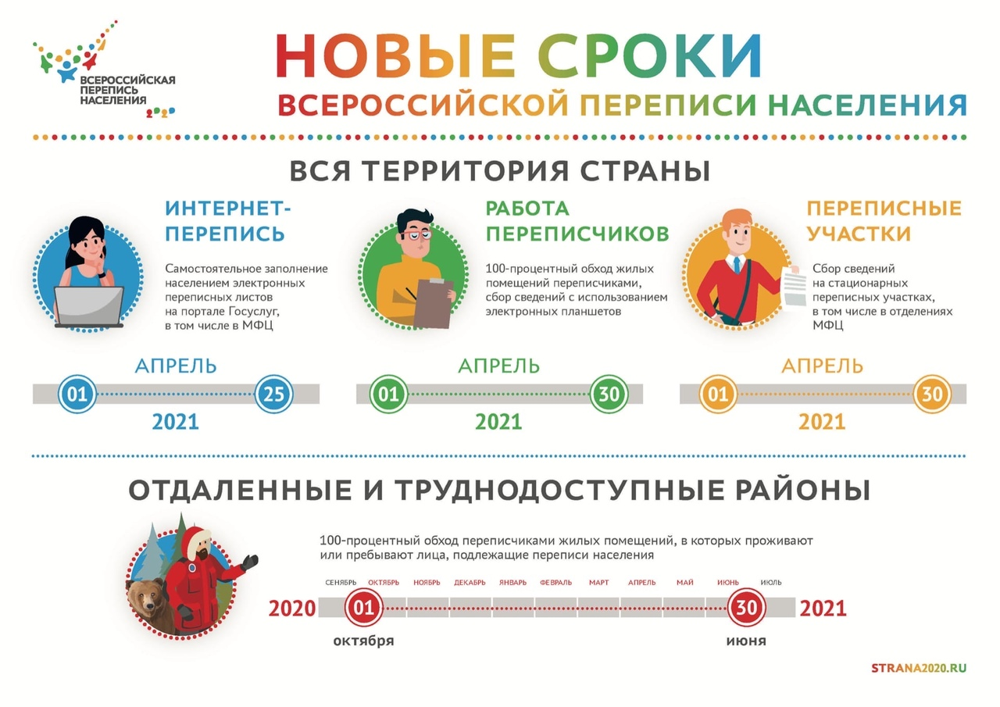 ВСЕРОССИЙСКАЯ
ПЕРЕПИСЬ
НАСЕЛЕНИЯ
2020
НОВЫЕ СРОКИ
ВСЕРОССИЙСКОЙ ПЕРЕПИСИ НАСЕЛЕНИЯ
ВСЯ ТЕРРИТОРИЯ СТРАНЫ
ИНТЕРНЕТ-
ПЕРЕПИСЬ
Самостоятельное заполнение
населением электронных
переписных листов
на портале Госуслуг,
в том числе в МФЦ
АПРЕЛЬ
01 25
2021
РАБОТА
ПЕРЕПИСЧИКОВ
100-процентный обход жилых
помещений переписчиками,
сбор сведений с использованием
электронных планшетов
АПРЕЛЬ
01 30
2021
ПЕРЕПИСНЫЕ
УЧАСТКИ
Сбор сведений
на стационарных
переписных участках,
в том числе в отделениях
МФЦ
АПРЕЛЬ
01 30
2021
ОТДАЛЕННЫЕ И ТРУДНОДОСТУПНЫЕ РАЙОНЫ
100-процентный обход переписчиками жилых помещений, в которых проживают
или пребывают лица, подлежащие переписи населения
СЕНЯБРЬ ОКТЯБРЬ НОЯБРЬ ДЕКАБРЬ ЯНВАРЬ ФЕВРАЛЬ МАРТ АПРЕЛЬ МАЙ ИЮНЬ ИЮЛЬ
2020 01 30 2021
октября июня
STRANA2020.RU